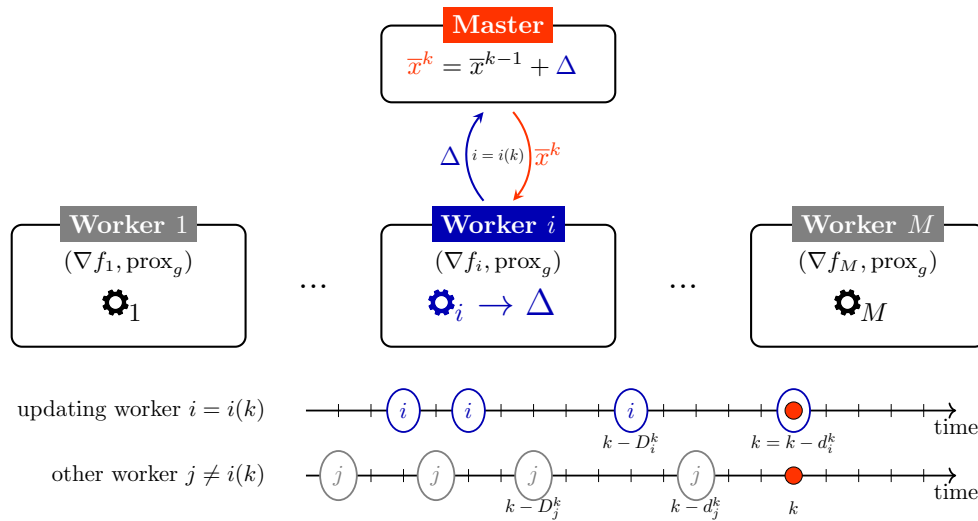 Master
x̅ᵏ = x̅ᵏ⁻¹ + Δ
Δ i = i(k) x̅ᵏ
Worker 1 Worker i Worker M
(∇f₁, prox_g) (∇f_i, prox_g) (∇f_M, prox_g)
1 ... i → Δ ... M
updating worker i = i(k) i i i time
k − D_i^k k = k − d_i^k
other worker j ≠ i(k) j j j j time
k − D_j^k k − d_j^k k